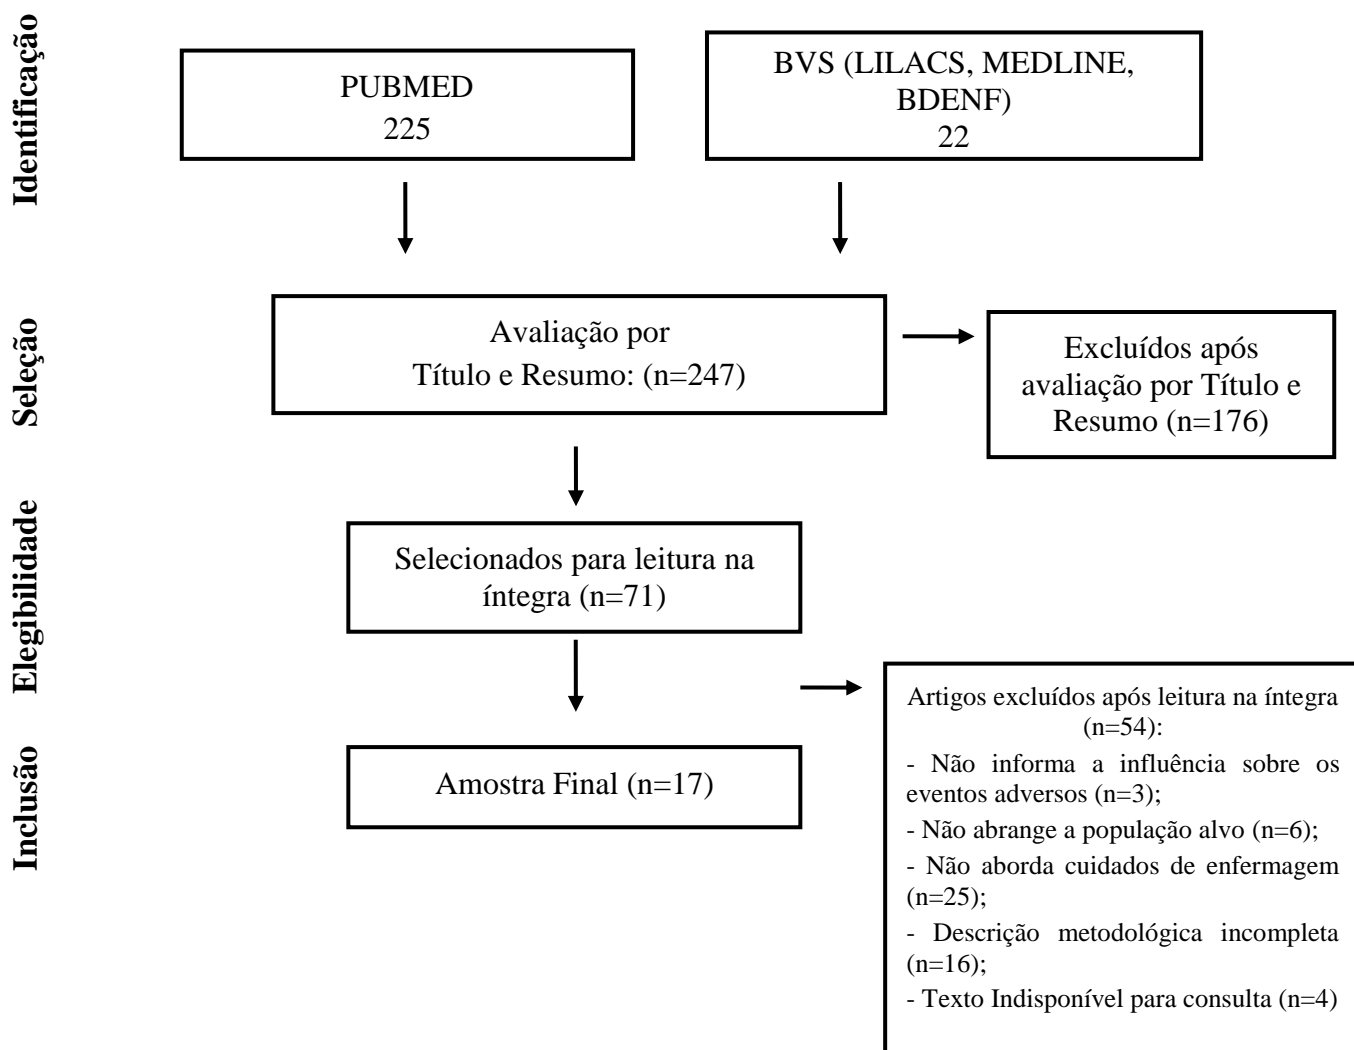 Identificação
PUBMED
225
BVS (LILACS, MEDLINE,
BDENF)
22
Seleção
Avaliação por
Título e Resumo: (n=247)
Excluídos após
avaliação por Título e
Resumo (n=176)
Elegibilidade
Selecionados para leitura na
íntegra (n=71)
Inclusão
Amostra Final (n=17)
Artigos excluídos após leitura na íntegra
(n=54):
- Não informa a influência sobre os
eventos adversos (n=3);
- Não abrange a população alvo (n=6);
- Não aborda cuidados de enfermagem
(n=25);
- Descrição metodológica incompleta
(n=16);
- Texto Indisponível para consulta (n=4)